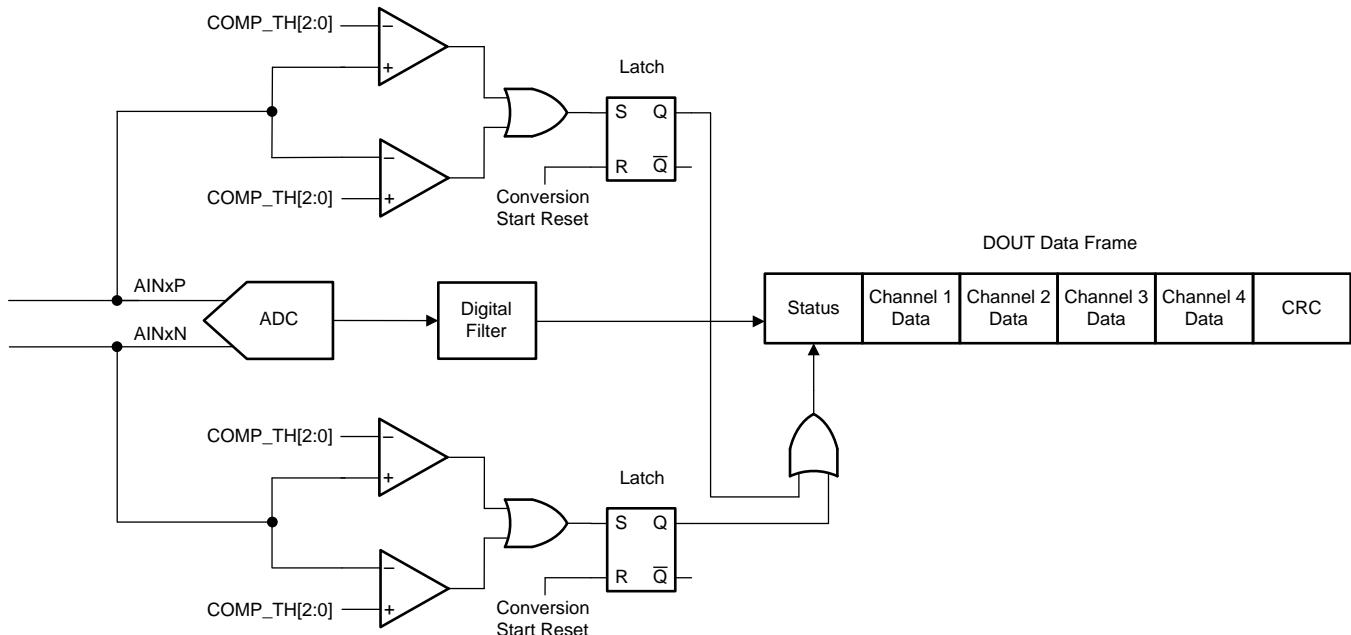 COMP_TH[2:0]
−
+
Latch
S
Q
−
+
R
Q̅
COMP_TH[2:0]
Conversion
Start Reset
DOUT Data Frame
AINxP
ADC
Digital
Filter
Status
Channel 1
Data
Channel 2
Data
Channel 3
Data
Channel 4
Data
CRC
AINxN
COMP_TH[2:0]
−
+
Latch
S
Q
−
+
R
Q̅
COMP_TH[2:0]
Conversion
Start Reset